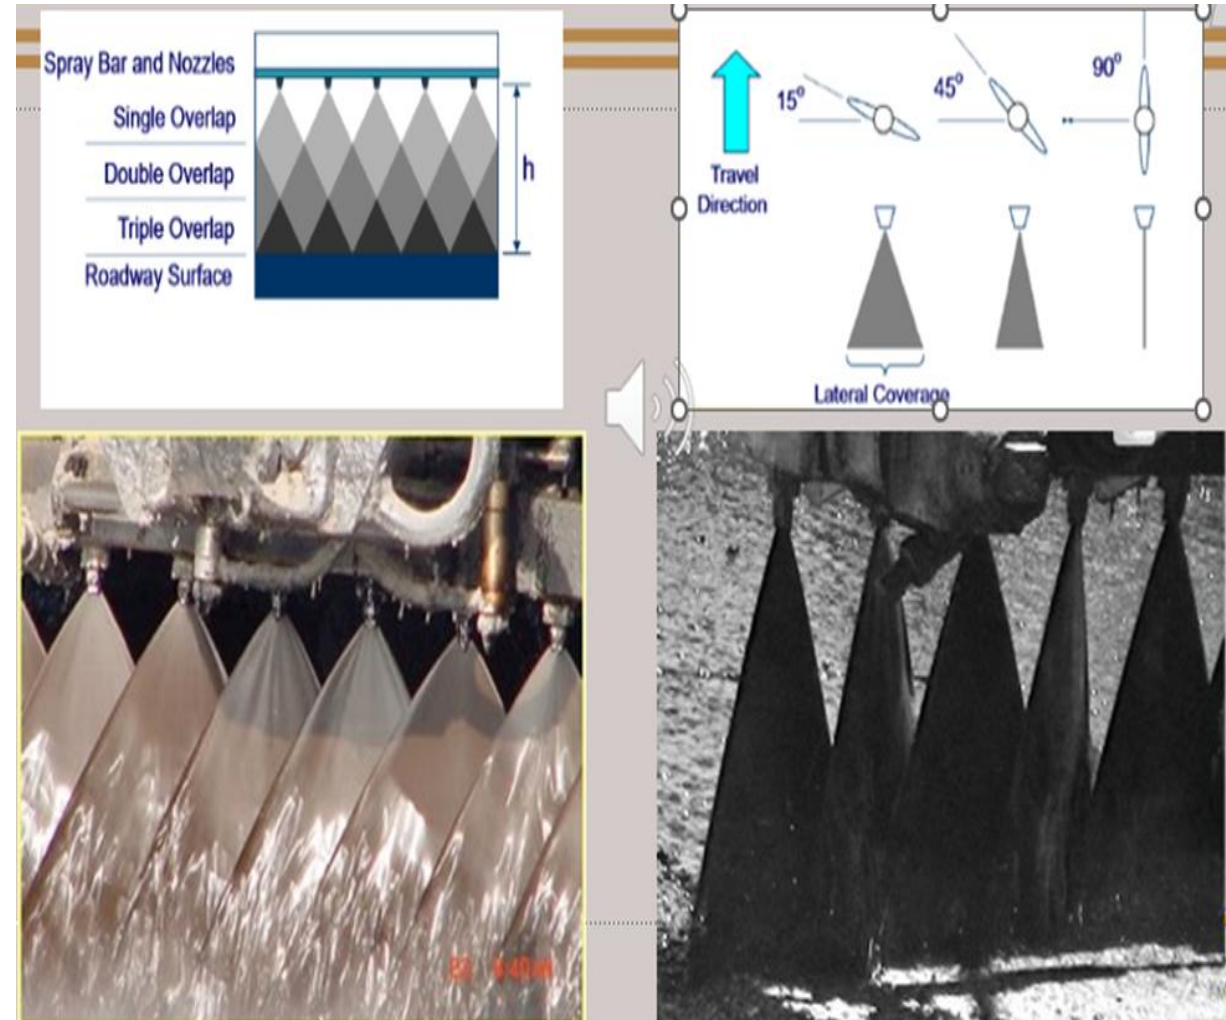 Spray Bar and Nozzles
Single Overlap
Double Overlap
Triple Overlap
Roadway Surface
h
15°
45°
90°
Travel
Direction
Lateral Coverage